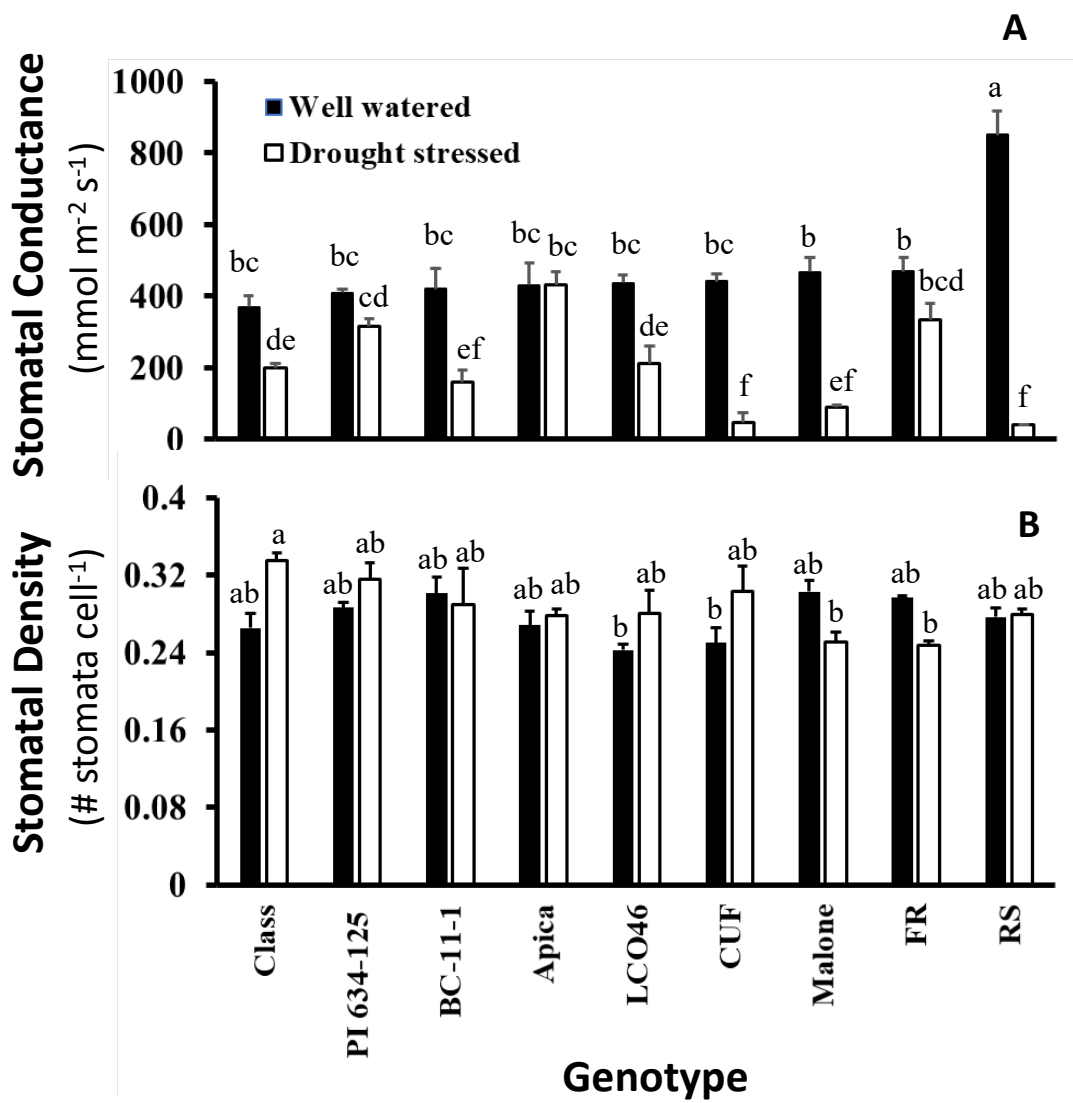 A
Stomatal Conductance
(mmol m⁻² s⁻¹)
1000
800
600
400
200
0
Well watered
Drought stressed
bc
de
bc
cd
bc
ef
bc
bc
bc
de
bc
f
b
ef
b
bcd
a
f
B
Stomatal Density
(# stomata cell⁻¹)
0.4
0.32
0.24
0.16
0.08
0
ab
a
ab
ab
ab
ab
ab
ab
b
ab
b
ab
ab
b
ab
b
ab
ab
Class
PI 634-125
BC-11-1
Apica
LCO46
CUF
Malone
FR
RS
Genotype